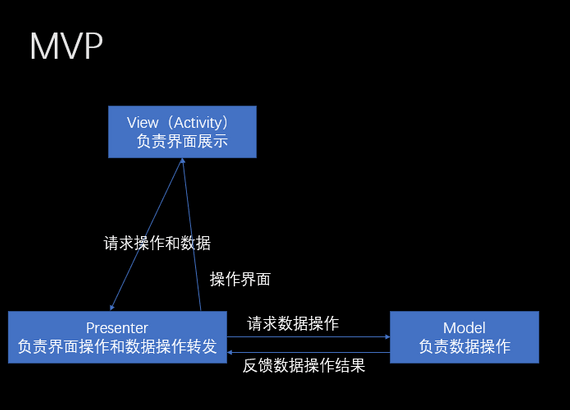 MVP
View（Activity）
负责界面展示
请求操作和数据
操作界面
Presenter
负责界面操作和数据操作转发
请求数据操作
反馈数据操作结果
Model
负责数据操作